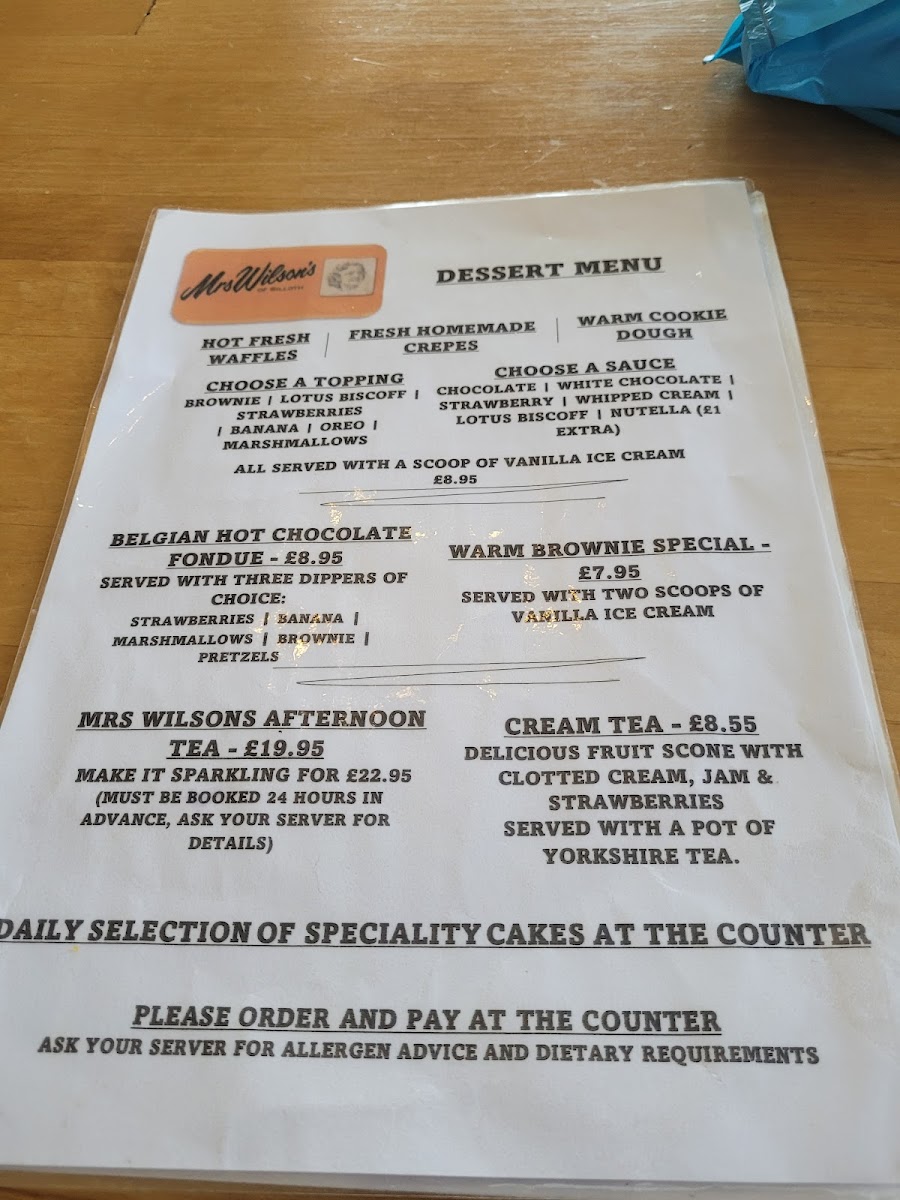 Mrs Wilson's
OF SILLOTH
DESSERT MENU
HOT FRESH
WAFFLES
FRESH HOMEMADE
CREPES
WARM COOKIE
DOUGH
CHOOSE A TOPPING
BROWNIE | LOTUS BISCOFF |
STRAWBERRIES
| BANANA | OREO |
MARSHMALLOWS
CHOOSE A SAUCE
CHOCOLATE | WHITE CHOCOLATE |
STRAWBERRY | WHIPPED CREAM |
LOTUS BISCOFF | NUTELLA (£1
EXTRA)
ALL SERVED WITH A SCOOP OF VANILLA ICE CREAM
£8.95
BELGIAN HOT CHOCOLATE
FONDUE - £8.95
SERVED WITH THREE DIPPERS OF
CHOICE:
STRAWBERRIES | BANANA |
MARSHMALLOWS | BROWNIE |
PRETZELS
WARM BROWNIE SPECIAL -
£7.95
SERVED WITH TWO SCOOPS OF
VANILLA ICE CREAM
MRS WILSONS AFTERNOON
TEA - £19.95
MAKE IT SPARKLING FOR £22.95
(MUST BE BOOKED 24 HOURS IN
ADVANCE, ASK YOUR SERVER FOR
DETAILS)
CREAM TEA - £8.55
DELICIOUS FRUIT SCONE WITH
CLOTTED CREAM, JAM &
STRAWBERRIES
SERVED WITH A POT OF
YORKSHIRE TEA.
DAILY SELECTION OF SPECIALITY CAKES AT THE COUNTER
PLEASE ORDER AND PAY AT THE COUNTER
ASK YOUR SERVER FOR ALLERGEN ADVICE AND DIETARY REQUIREMENTS